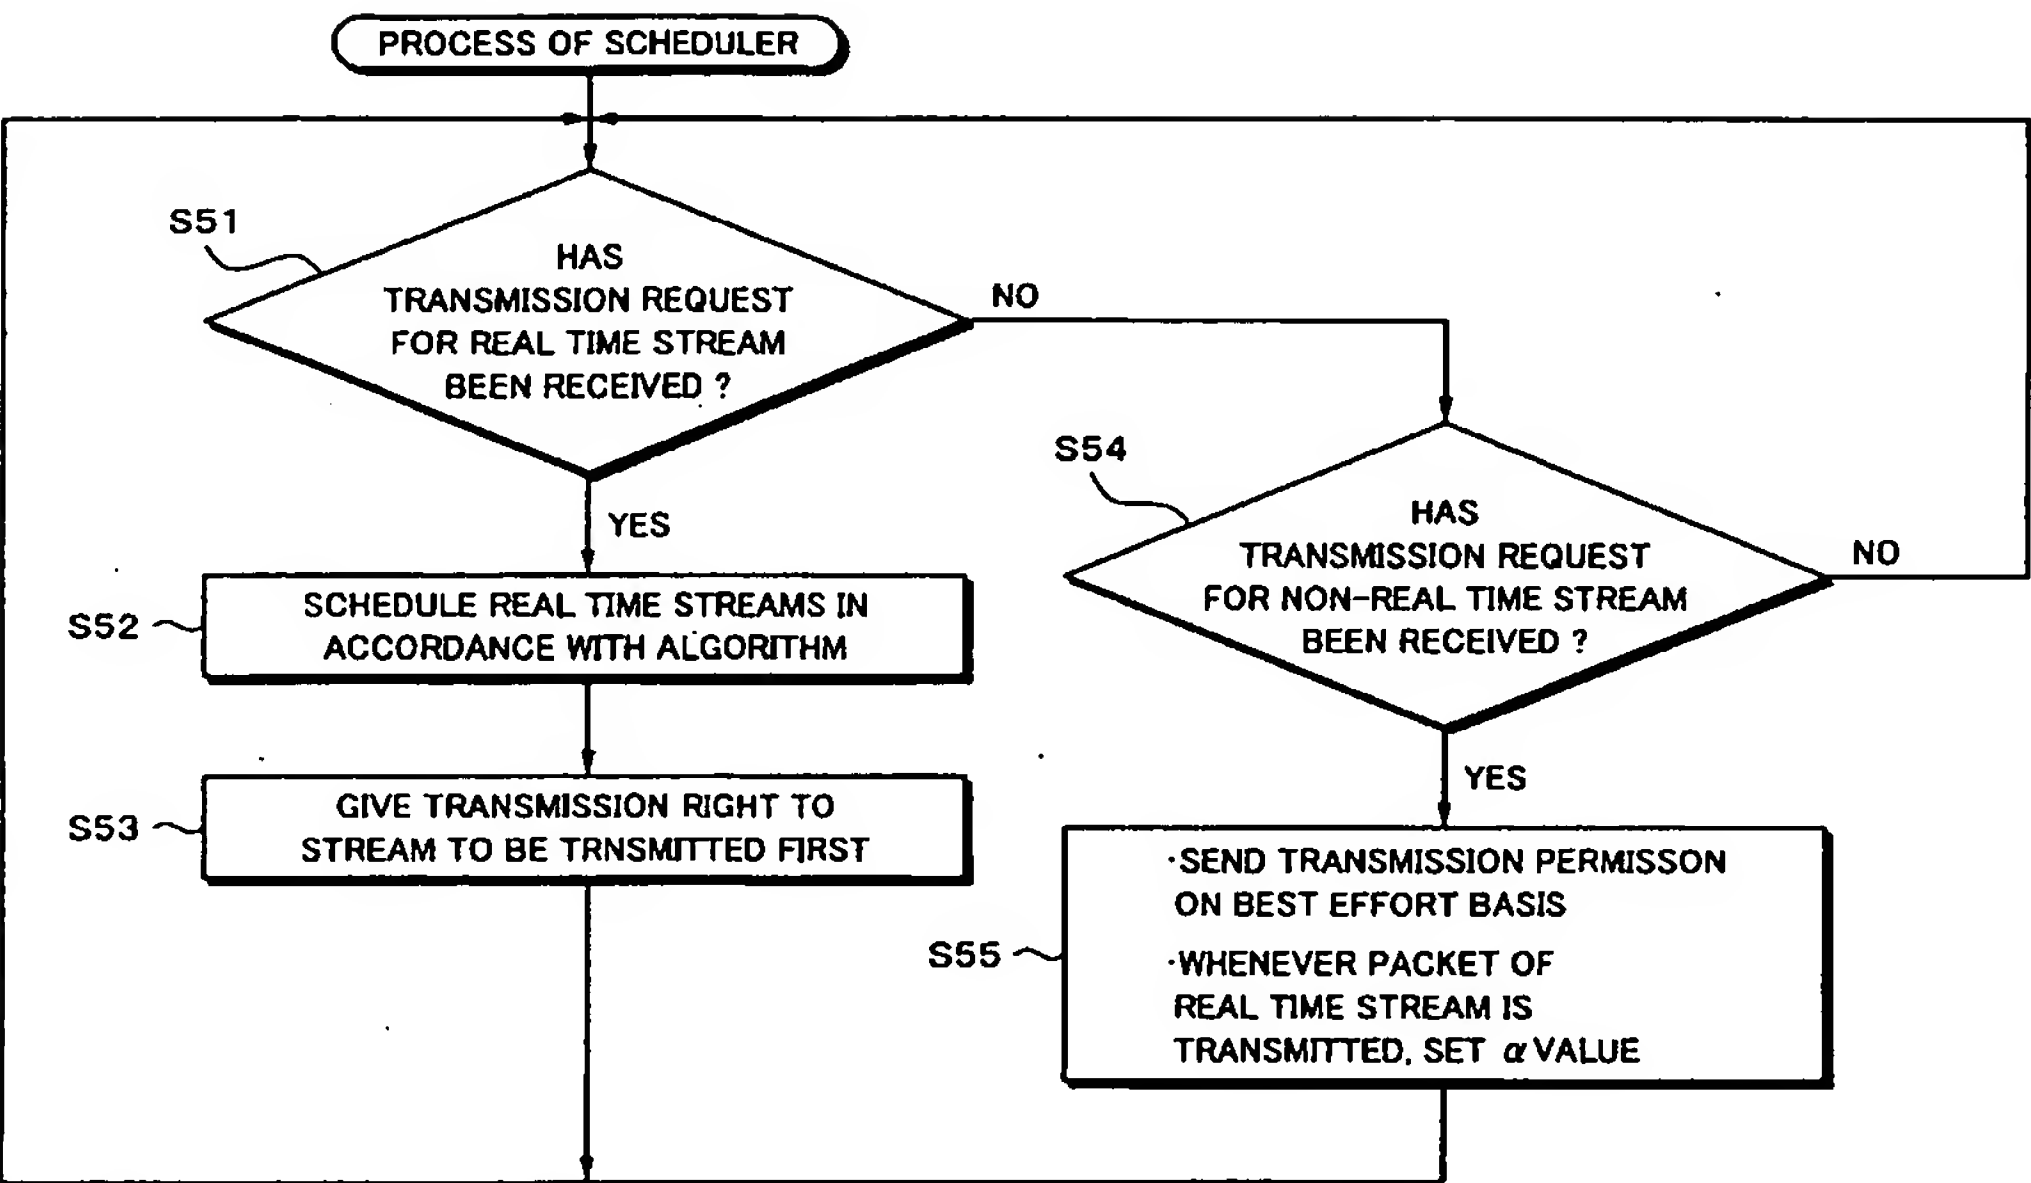 PROCESS OF SCHEDULER
S51
HAS
TRANSMISSION REQUEST
FOR REAL TIME STREAM
BEEN RECEIVED ?
NO
YES
S52
SCHEDULE REAL TIME STREAMS IN
ACCORDANCE WITH ALGORITHM
S53
GIVE TRANSMISSION RIGHT TO
STREAM TO BE TRNSMITTED FIRST
S54
HAS
TRANSMISSION REQUEST
FOR NON-REAL TIME STREAM
BEEN RECEIVED ?
NO
YES
S55
·SEND TRANSMISSION PERMISSON
ON BEST EFFORT BASIS
·WHENEVER PACKET OF
REAL TIME STREAM IS
TRANSMITTED, SET α VALUE